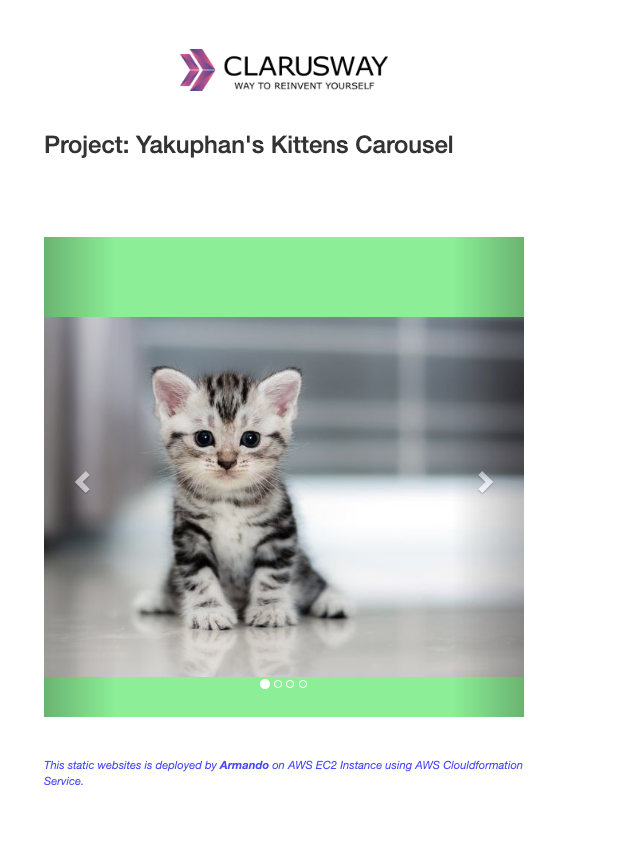 CLARUSWAY
WAY TO REINVENT YOURSELF
Project: Yakuphan's Kittens Carousel
This static websites is deployed by Armando on AWS EC2 Instance using AWS Clouldformation
Service.